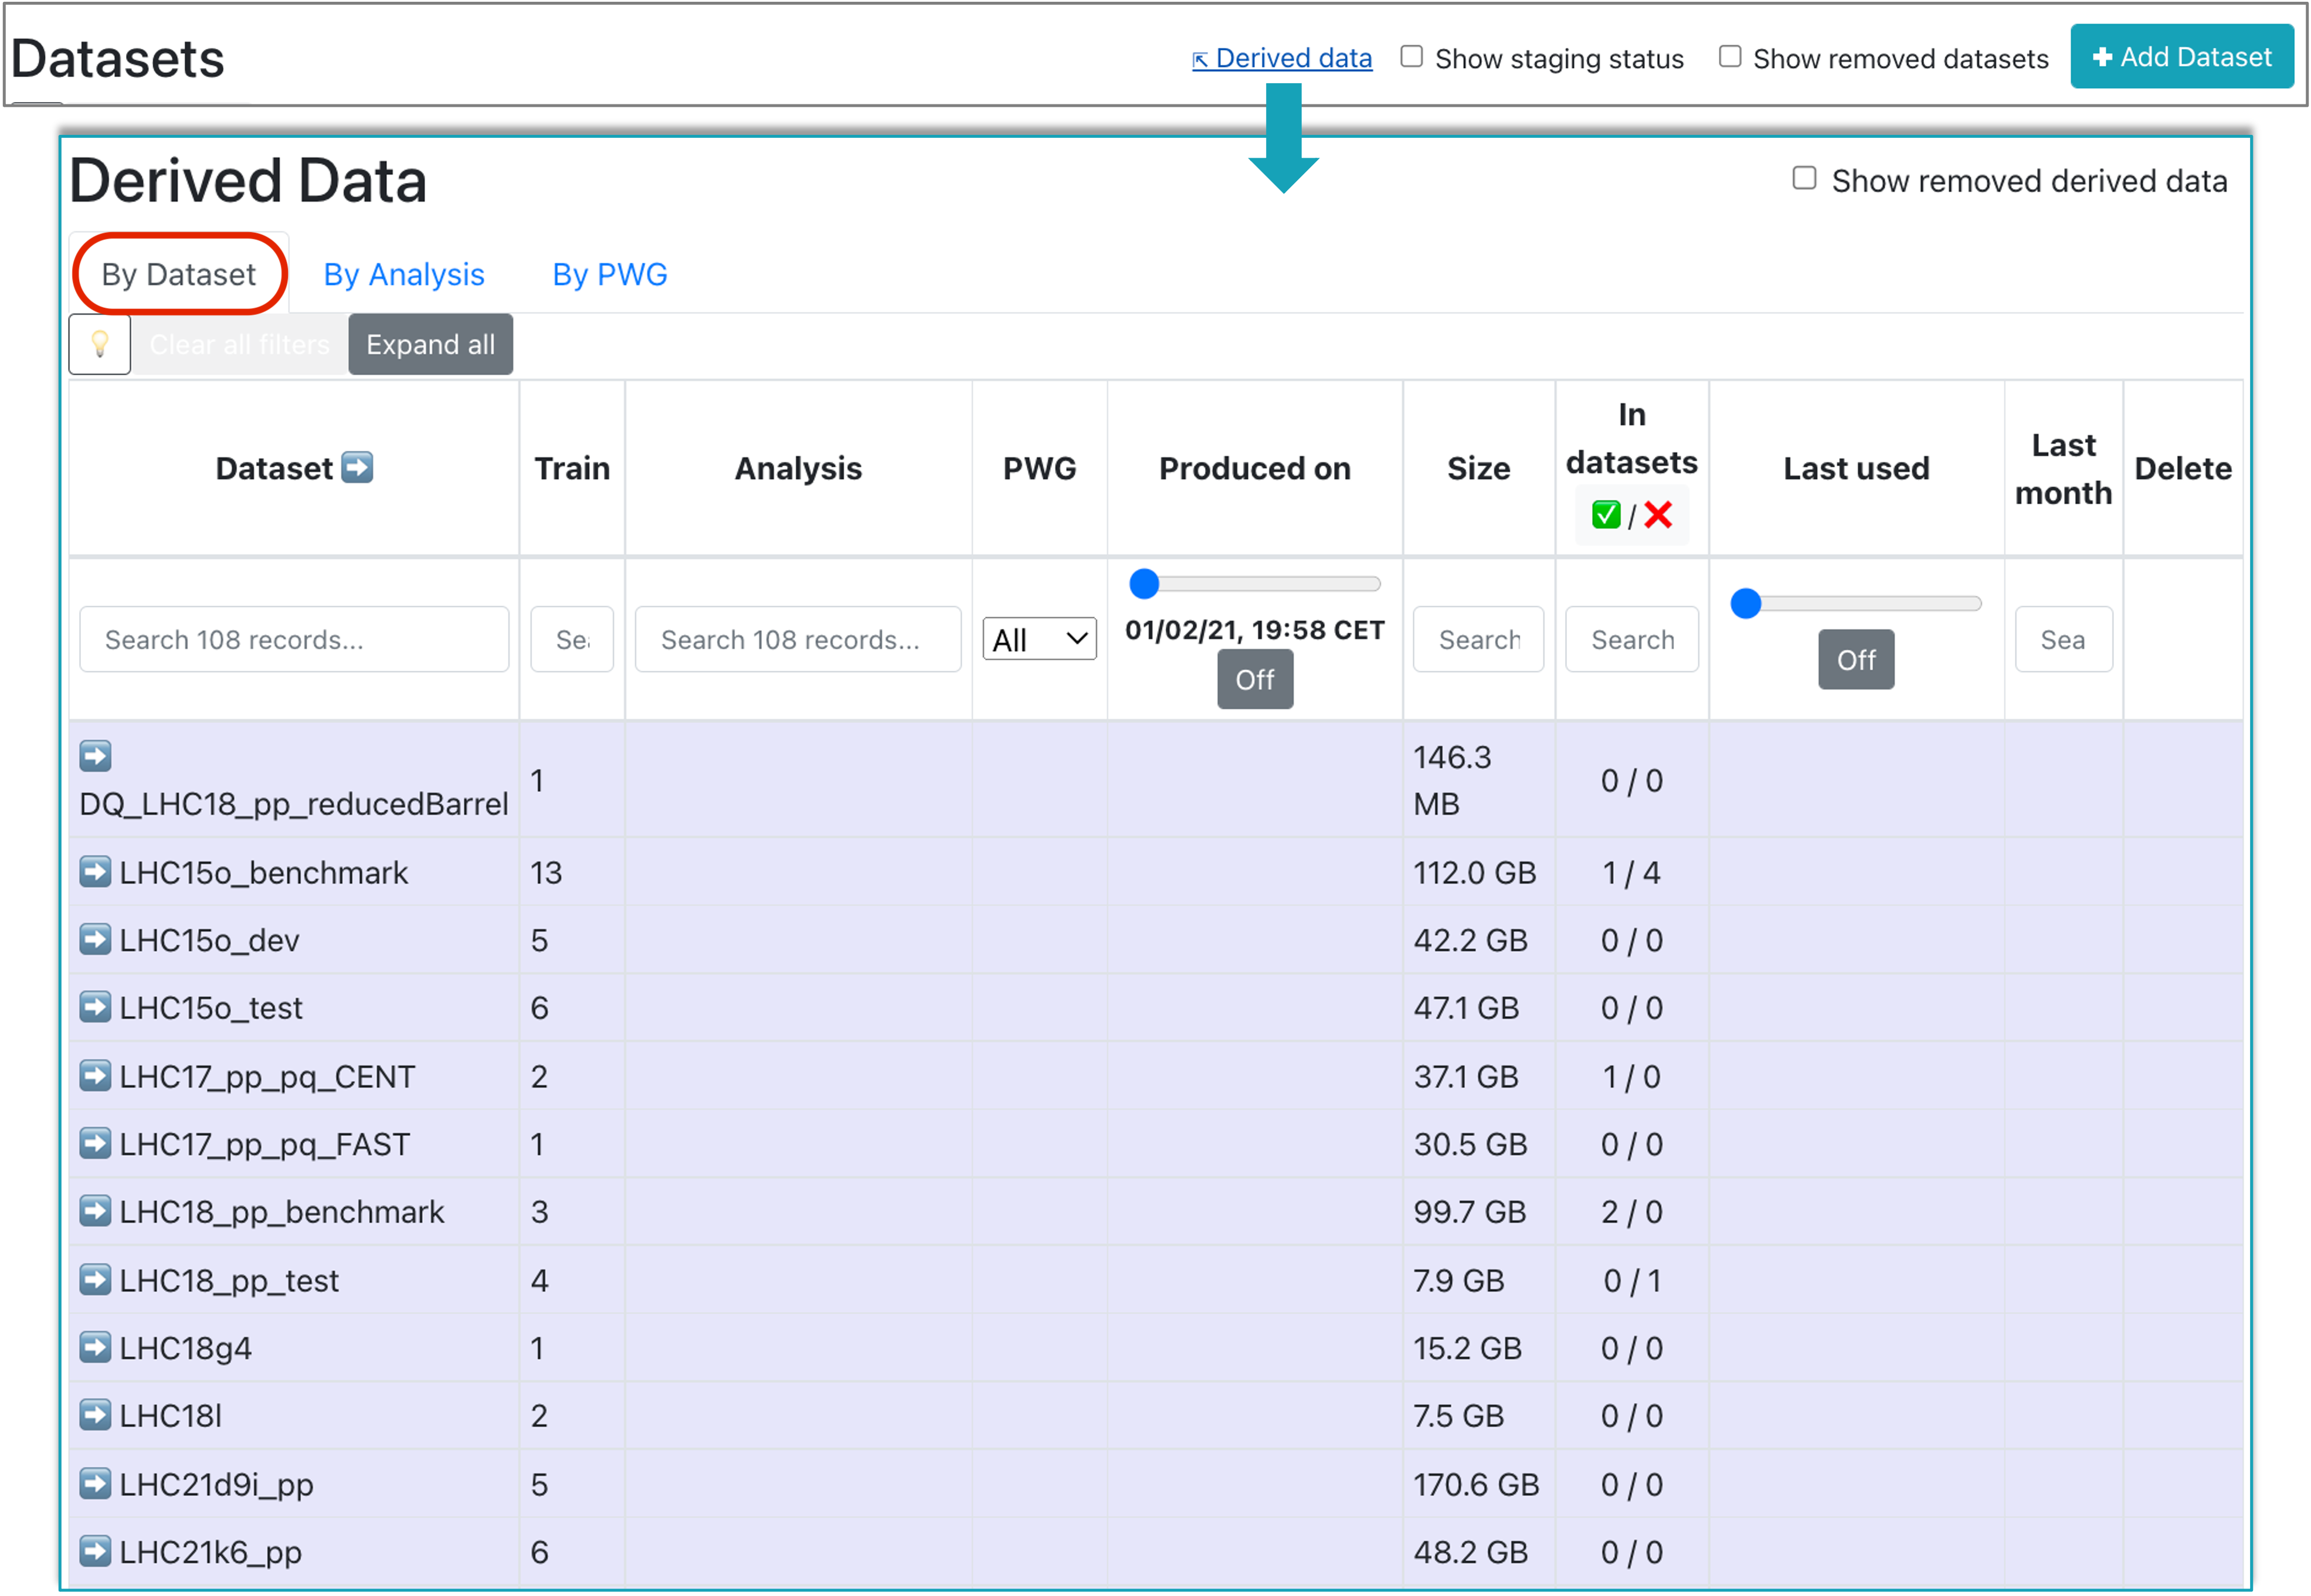 Datasets
Derived data Show staging status Show removed datasets + Add Dataset
Derived Data Show removed derived data
By Dataset By Analysis By PWG
Clear all filters Expand all
Dataset Train Analysis PWG Produced on Size In datasets ✅ / ❌ Last used Last month Delete
Search 108 records... Search 108 records... All 01/02/21, 19:58 CET Off Search Search Off Sea
DQ_LHC18_pp_reducedBarrel 1 146.3 MB 0 / 0
LHC15o_benchmark 13 112.0 GB 1 / 4
LHC15o_dev 5 42.2 GB 0 / 0
LHC15o_test 6 47.1 GB 0 / 0
LHC17_pp_pq_CENT 2 37.1 GB 1 / 0
LHC17_pp_pq_FAST 1 30.5 GB 0 / 0
LHC18_pp_benchmark 3 99.7 GB 2 / 0
LHC18_pp_test 4 7.9 GB 0 / 1
LHC18g4 1 15.2 GB 0 / 0
LHC18l 2 7.5 GB 0 / 0
LHC21d9i_pp 5 170.6 GB 0 / 0
LHC21k6_pp 6 48.2 GB 0 / 0